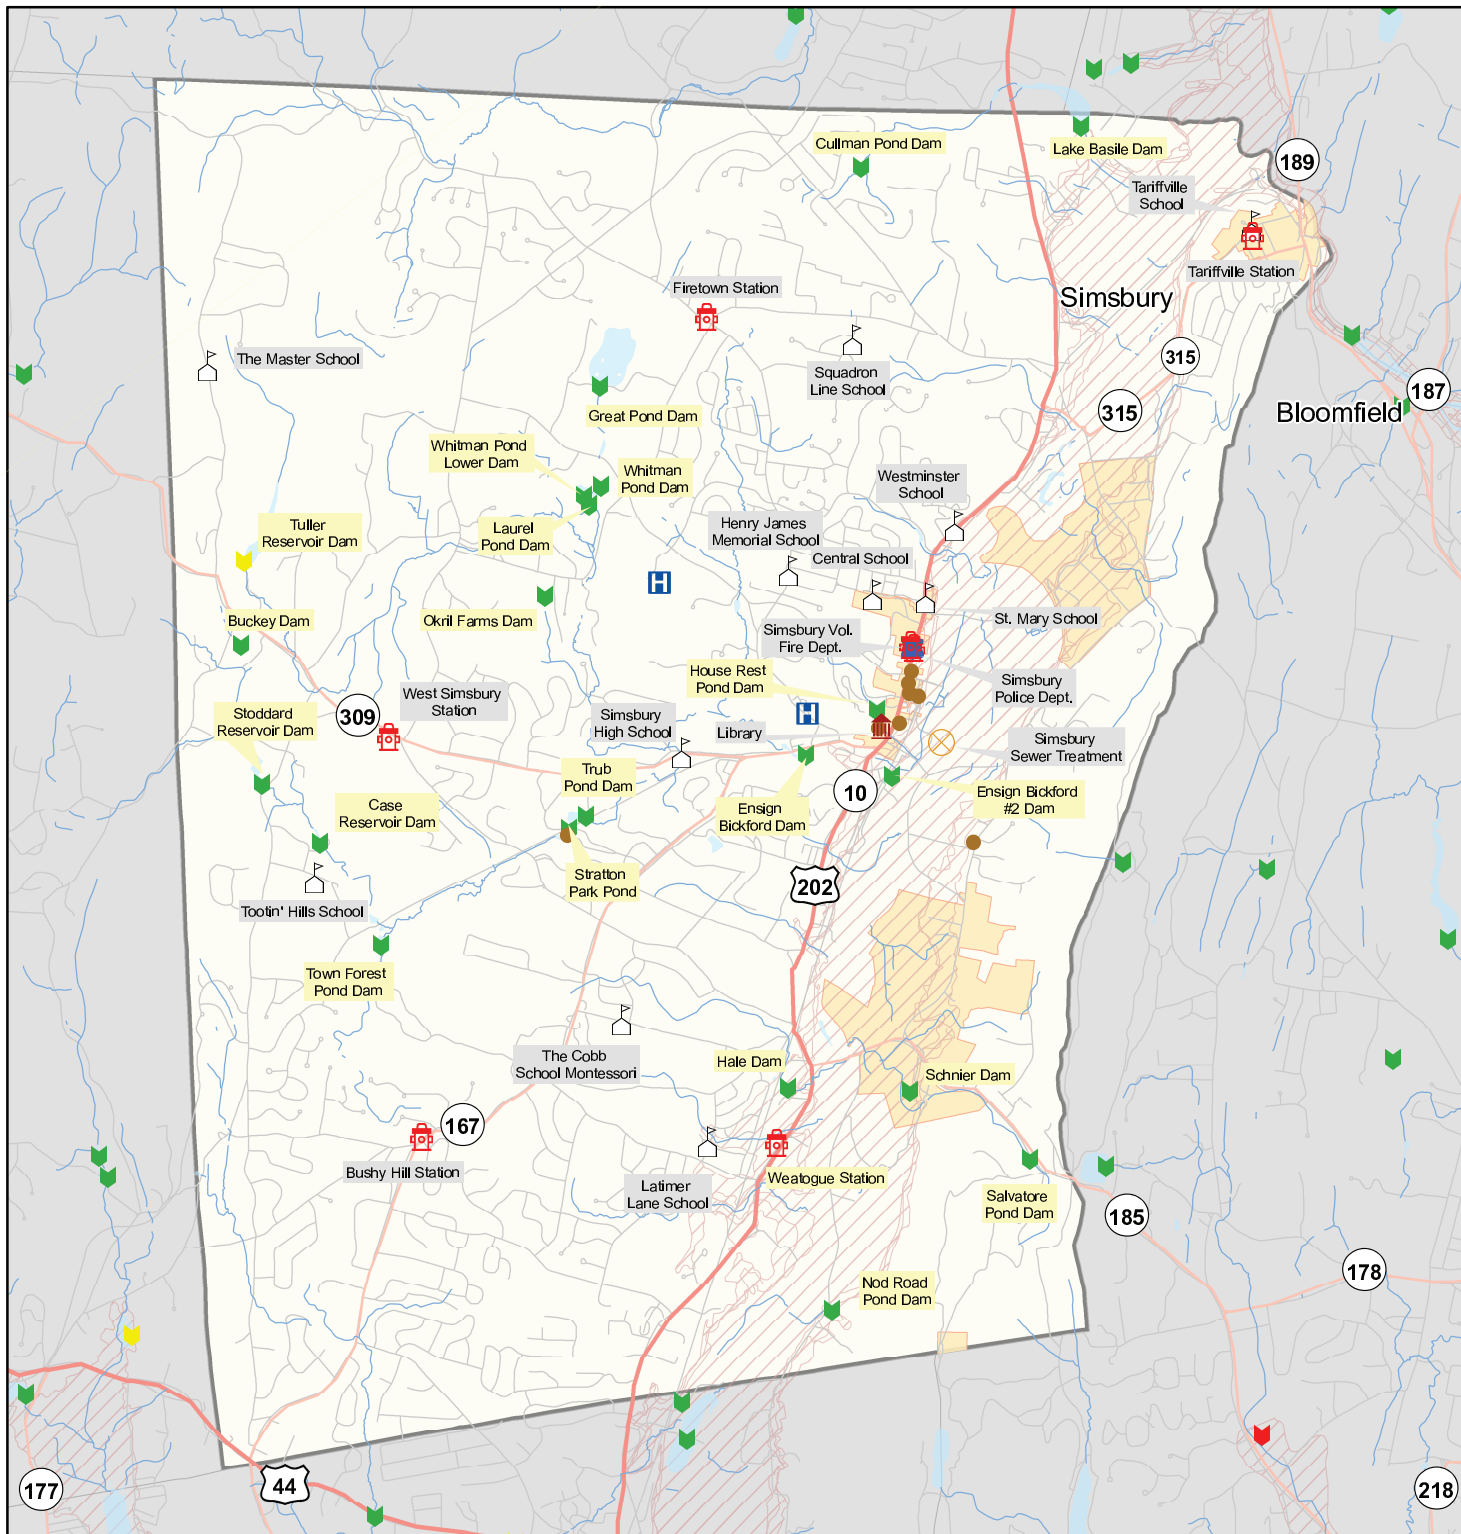 Cullman Pond Dam
Lake Basile Dam
189
Tariffville
School
Tariffville Station
Firetown Station
Simsbury
The Master School
Squadron
Line School
315
315
187
Bloomfield
Great Pond Dam
Whitman Pond
Lower Dam
Whitman
Pond Dam
Westminster
School
Tuller
Reservoir Dam
Laurel
Pond Dam
Henry James
Memorial School
Central School
H
Buckey Dam
Okril Farms Dam
St. Mary School
Simsbury Vol.
Fire Dept.
House Rest
Pond Dam
Simsbury
Police Dept.
West Simsbury
Station
309
Stoddard
Reservoir Dam
Simsbury
High School
H
Library
Simsbury
Sewer Treatment
Trub
Pond Dam
10
Ensign Bickford
#2 Dam
Case
Reservoir Dam
Ensign
Bickford Dam
Stratton
Park Pond
202
Tootin' Hills School
Town Forest
Pond Dam
The Cobb
School Montessori
Hale Dam
Schnier Dam
167
Bushy Hill Station
Latimer
Lane School
Weatogue Station
Salvatore
Pond Dam
185
178
Nod Road
Pond Dam
177
44
218